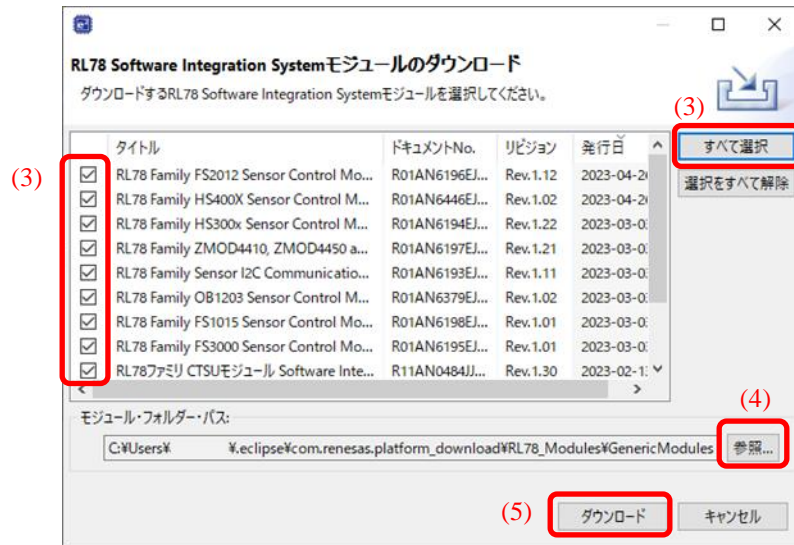 RL78 Software Integration Systemモジュールのダウンロード
ダウンロードするRL78 Software Integration Systemモジュールを選択してください。
(3)
(3)
タイトル ドキュメントNo. リビジョン 発行日
すべて選択
選択をすべて解除
RL78 Family FS2012 Sensor Control Mo... R01AN6196EJ... Rev.1.12 2023-04-2
RL78 Family HS400X Sensor Control Mo... R01AN6446EJ... Rev.1.02 2023-04-2
RL78 Family HS300x Sensor Control Mo... R01AN6194EJ... Rev.1.22 2023-03-0
RL78 Family ZMOD4410, ZMOD4450 a... R01AN6197EJ... Rev.1.21 2023-03-0
RL78 Family Sensor I2C Communicatio... R01AN6193EJ... Rev.1.11 2023-03-0
RL78 Family OB1203 Sensor Control M... R01AN6379EJ... Rev.1.02 2023-03-0
RL78 Family FS1015 Sensor Control Mo... R01AN6198EJ... Rev.1.01 2023-03-0
RL78 Family FS3000 Sensor Control Mo... R01AN6195EJ... Rev.1.01 2023-03-0
RL78ファミリ CTSUモジュール Software Inte... R11AN0484JJ... Rev.1.30 2023-02-1
(4)
モジュール・フォルダー・パス:
C:¥Users¥ ¥.eclipse¥com.renesas.platform_download¥RL78_Modules¥GenericModules 参照...
(5)
ダウンロード キャンセル